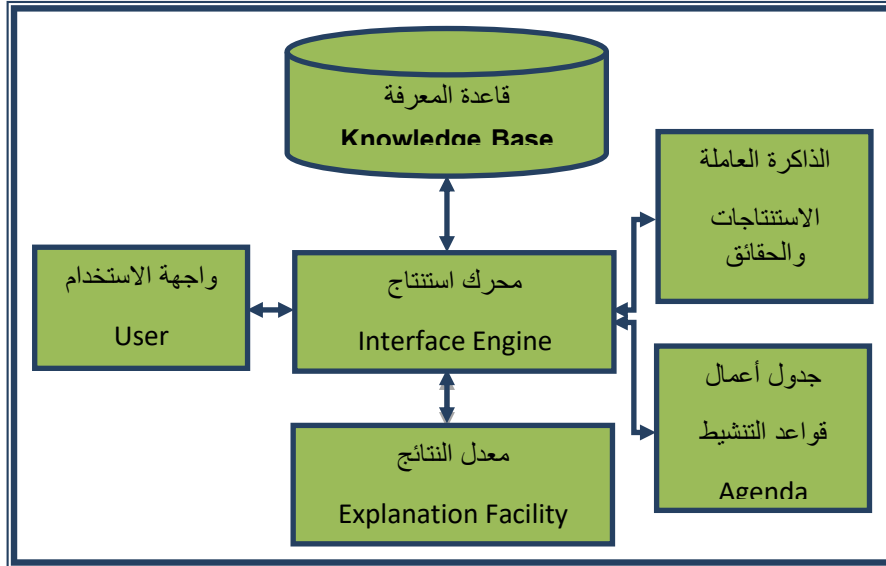 قاعدة المعرفة
Knowledge Base
الذاكرة العاملة
الاستنتاجات
والحقائق
محرك استنتاج
Interface Engine
واجهة الاستخدام
User
جدول أعمال
قواعد التنشيط
Agenda
معدل النتائج
Explanation Facility